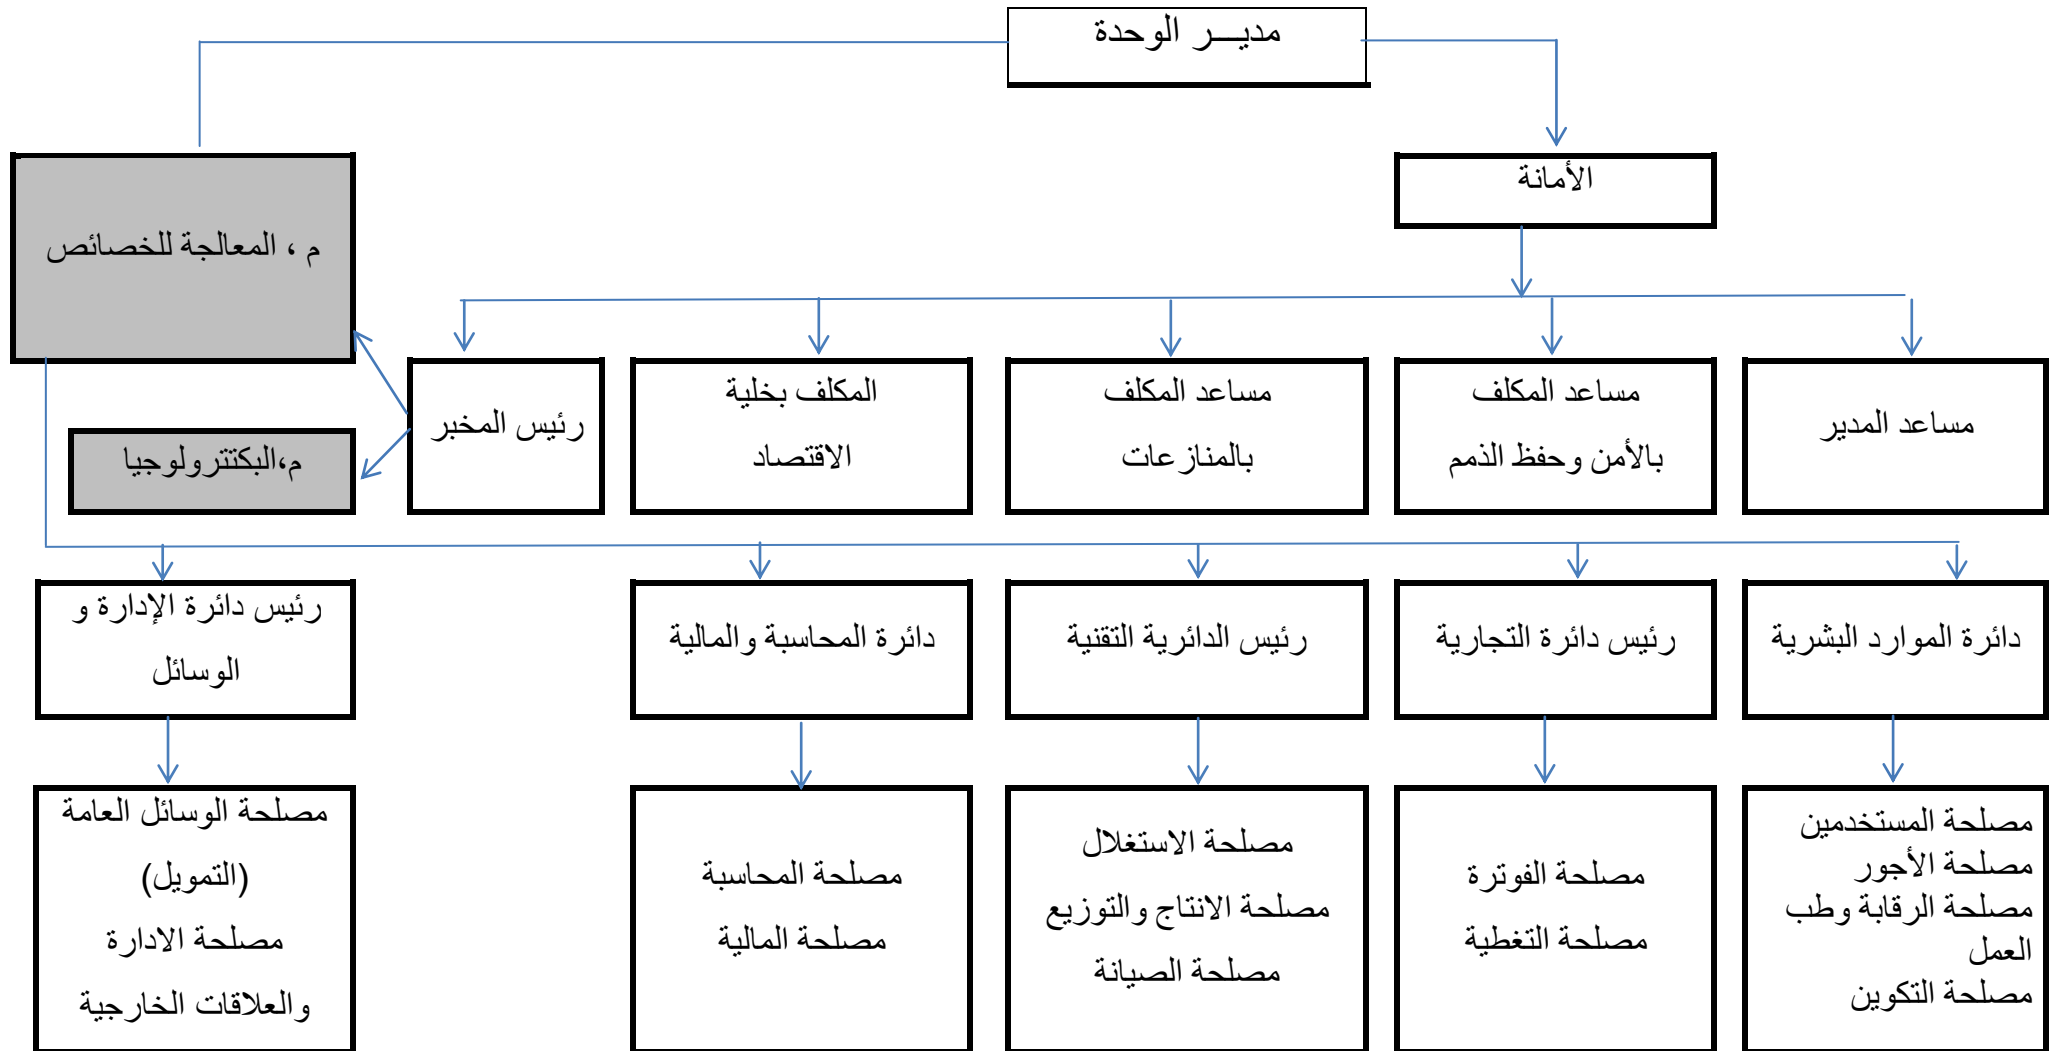 مديـــر الوحدة
الأمانة
م ، المعالجة للخصائص
مساعد المدير
مساعد المكلف
بالأمن وحفظ الذمم
مساعد المكلف
بالمنازعات
المكلف بخلية
الاقتصاد
رئيس المخبر
م،البكتترولوجيا
دائرة الموارد البشرية
رئيس دائرة التجارية
رئيس الدائرية التقنية
دائرة المحاسبة والمالية
رئيس دائرة الإدارة و
الوسائل
مصلحة المستخدمين
مصلحة الأجور
مصلحة الرقابة وطب
العمل
مصلحة التكوين
مصلحة الفوترة
مصلحة التغطية
مصلحة الاستغلال
مصلحة الانتاج والتوزيع
مصلحة الصيانة
مصلحة المحاسبة
مصلحة المالية
مصلحة الوسائل العامة
(التمويل)
مصلحة الادارة
والعلاقات الخارجية